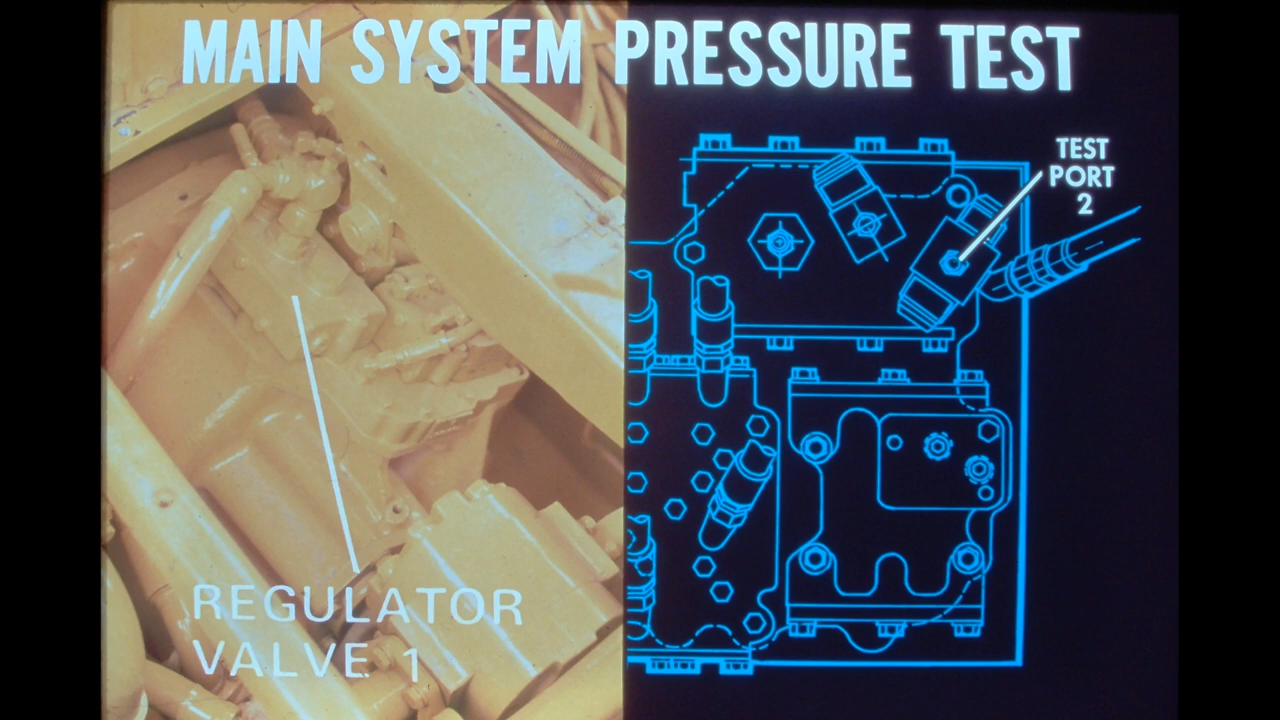 MAIN SYSTEM PRESSURE TEST
TEST
PORT
2
REGULATOR
VALVE 1